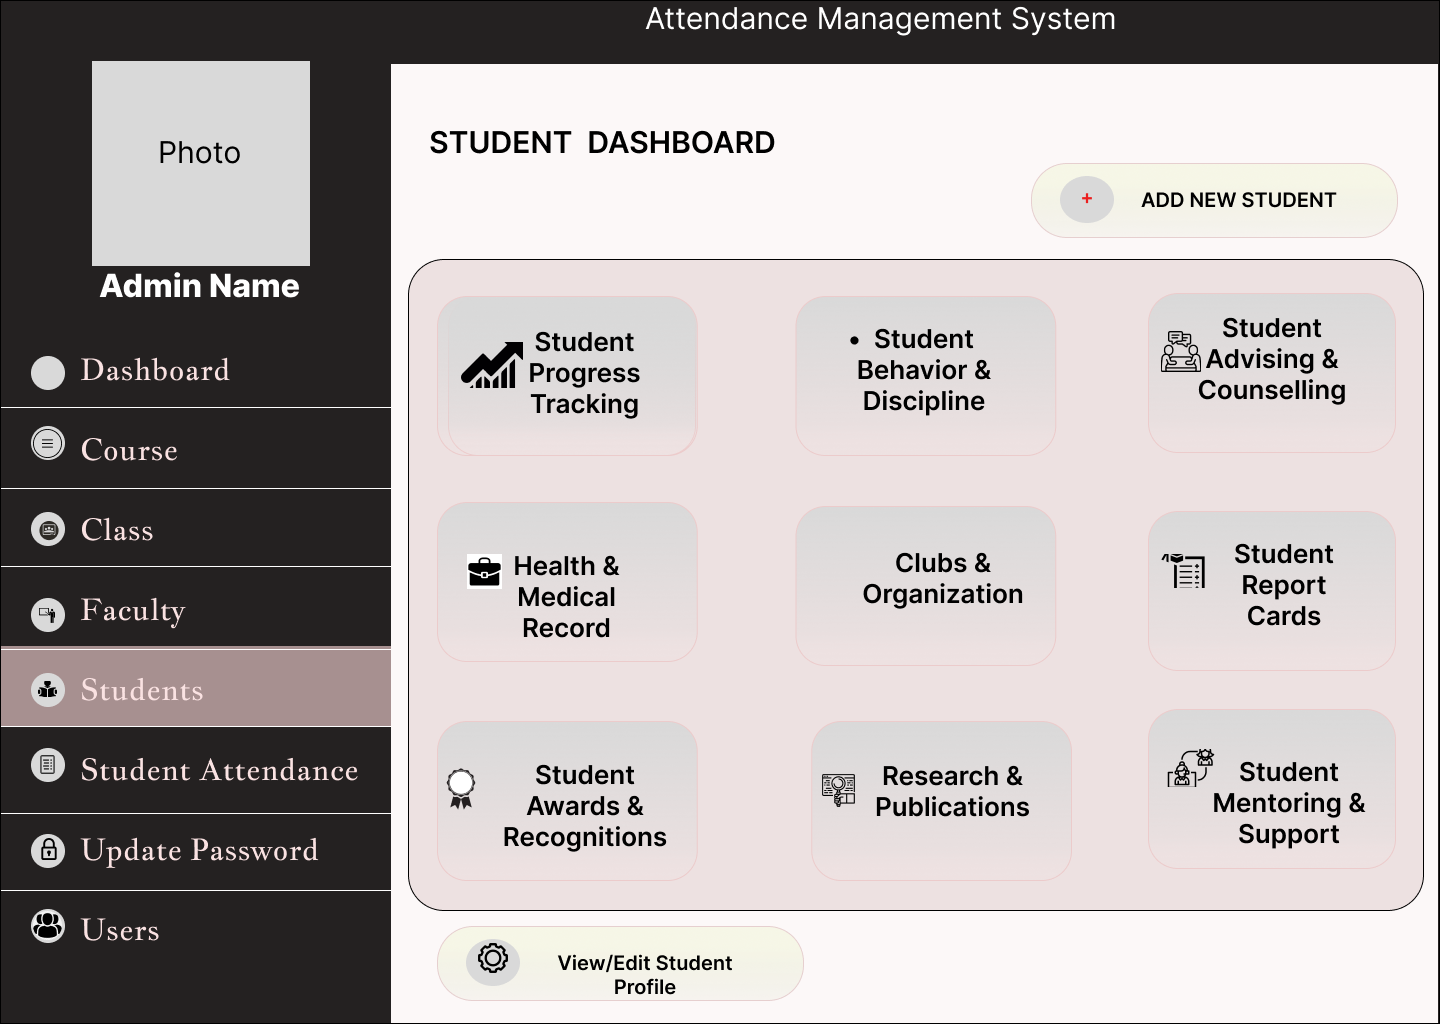 Attendance Management System
Photo
Admin Name
Dashboard
Course
Class
Faculty
Students
Student Attendance
Update Password
Users
STUDENT DASHBOARD
+ ADD NEW STUDENT
Student
Progress
Tracking
• Student
Behavior &
Discipline
Student
Advising &
Counselling
Health &
Medical
Record
Clubs &
Organization
Student
Report
Cards
Student
Awards &
Recognitions
Research &
Publications
Student
Mentoring &
Support
View/Edit Student
Profile